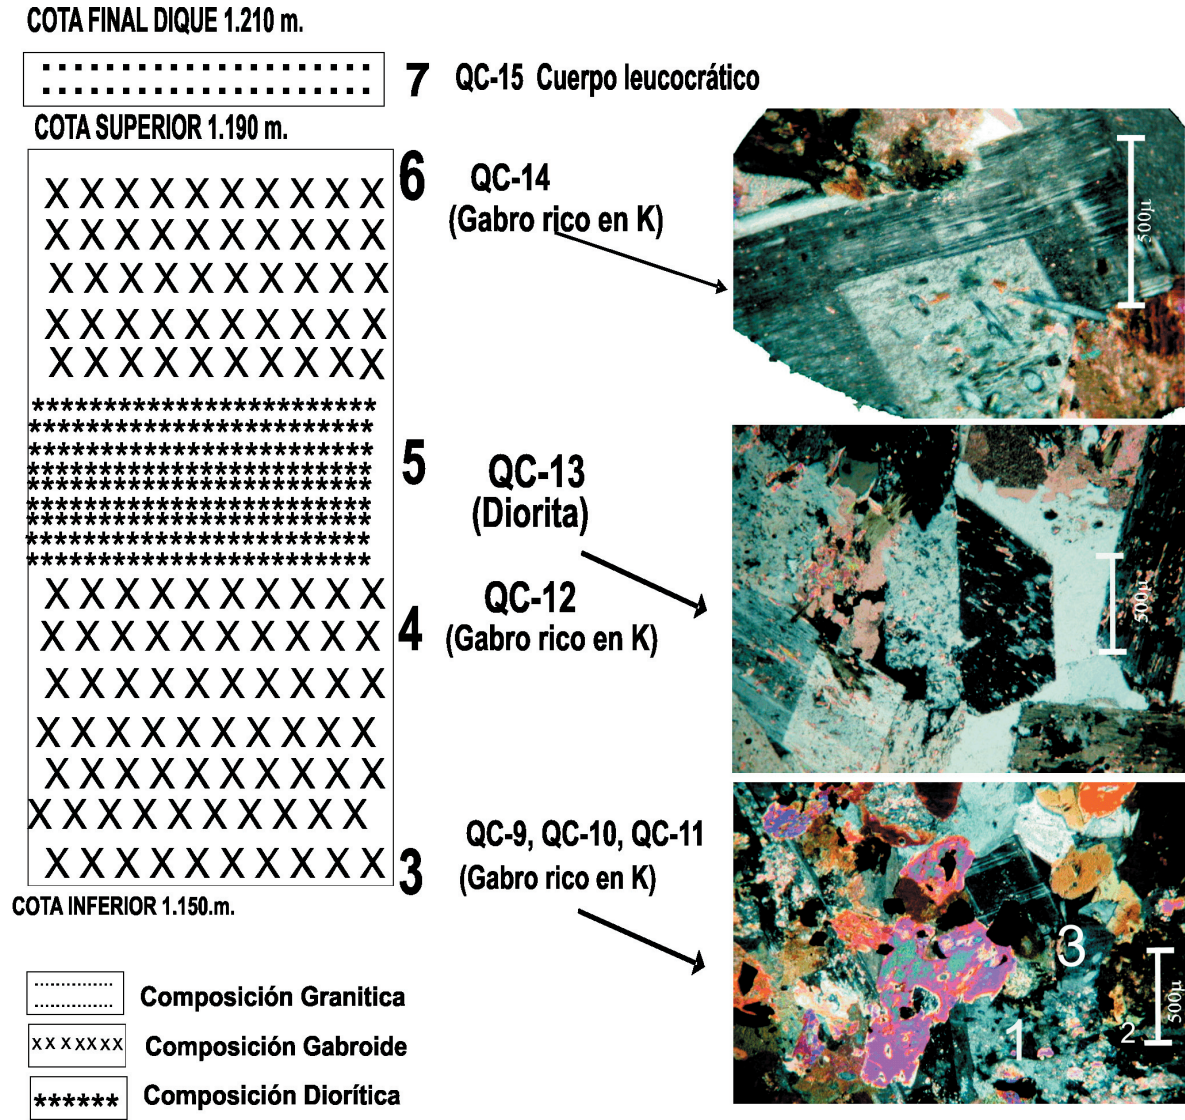 COTA FINAL DIQUE 1.210 m.
7 QC-15 Cuerpo leucocrático
COTA SUPERIOR 1.190 m.
6 QC-14
(Gabro rico en K)
500µ
5 QC-13
(Diorita)
500µ
4 QC-12
(Gabro rico en K)
QC-9, QC-10, QC-11
3 (Gabro rico en K)
COTA INFERIOR 1.150.m.
3
1
2
500µ
Composición Granitica
Composición Gabroide
Composición Diorítica